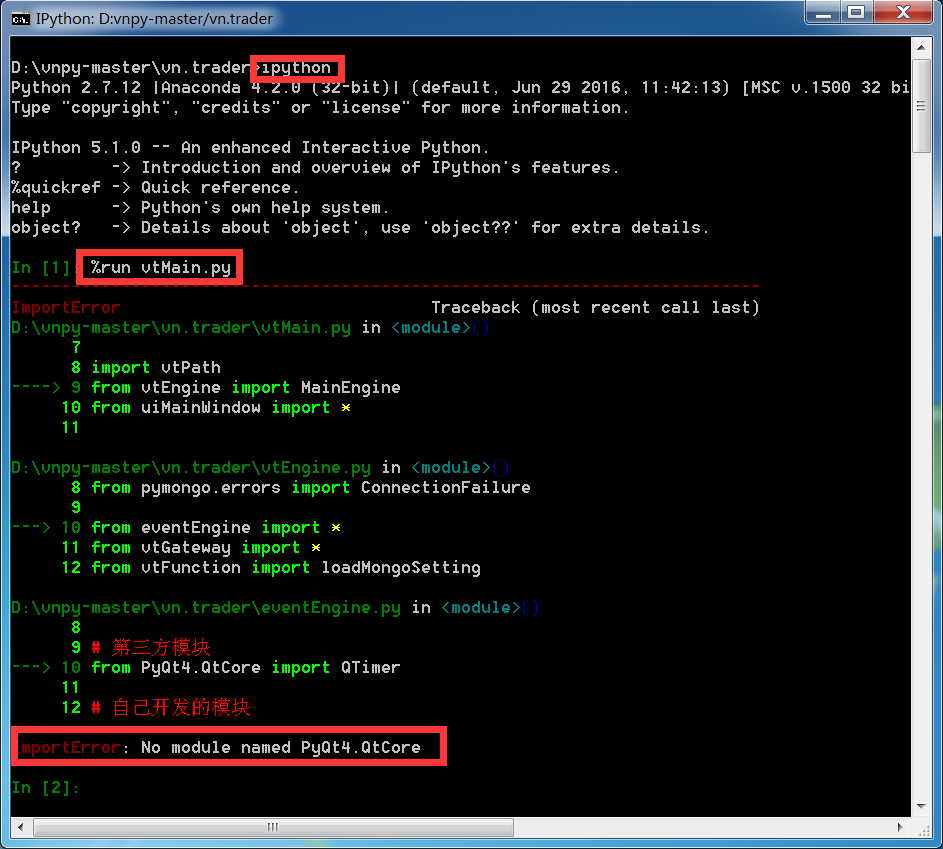 IPython: D:vnpy-master/vn.trader
D:\vnpy-master\vn.trader>ipython
Python 2.7.12 |Anaconda 4.2.0 (32-bit)| (default, Jun 29 2016, 11:42:13) [MSC v.1500 32 bi
Type "copyright", "credits" or "license" for more information.
IPython 5.1.0 -- An enhanced Interactive Python.
?         -> Introduction and overview of IPython's features.
%quickref -> Quick reference.
help      -> Python's own help system.
object?   -> Details about 'object', use 'object??' for extra details.
In [1]: %run vtMain.py
---------------------------------------------------------------------------
ImportError                               Traceback (most recent call last)
D:\vnpy-master\vn.trader\vtMain.py in <module>()
      7
      8 import vtPath
----> 9 from vtEngine import MainEngine
     10 from uiMainWindow import *
     11
D:\vnpy-master\vn.trader\vtEngine.py in <module>()
      8 from pymongo.errors import ConnectionFailure
      9
---> 10 from eventEngine import *
     11 from vtGateway import *
     12 from vtFunction import loadMongoSetting
D:\vnpy-master\vn.trader\eventEngine.py in <module>()
      8
      9 # 第三方模块
---> 10 from PyQt4.QtCore import QTimer
     11
     12 # 自己开发的模块
ImportError: No module named PyQt4.QtCore
In [2]: